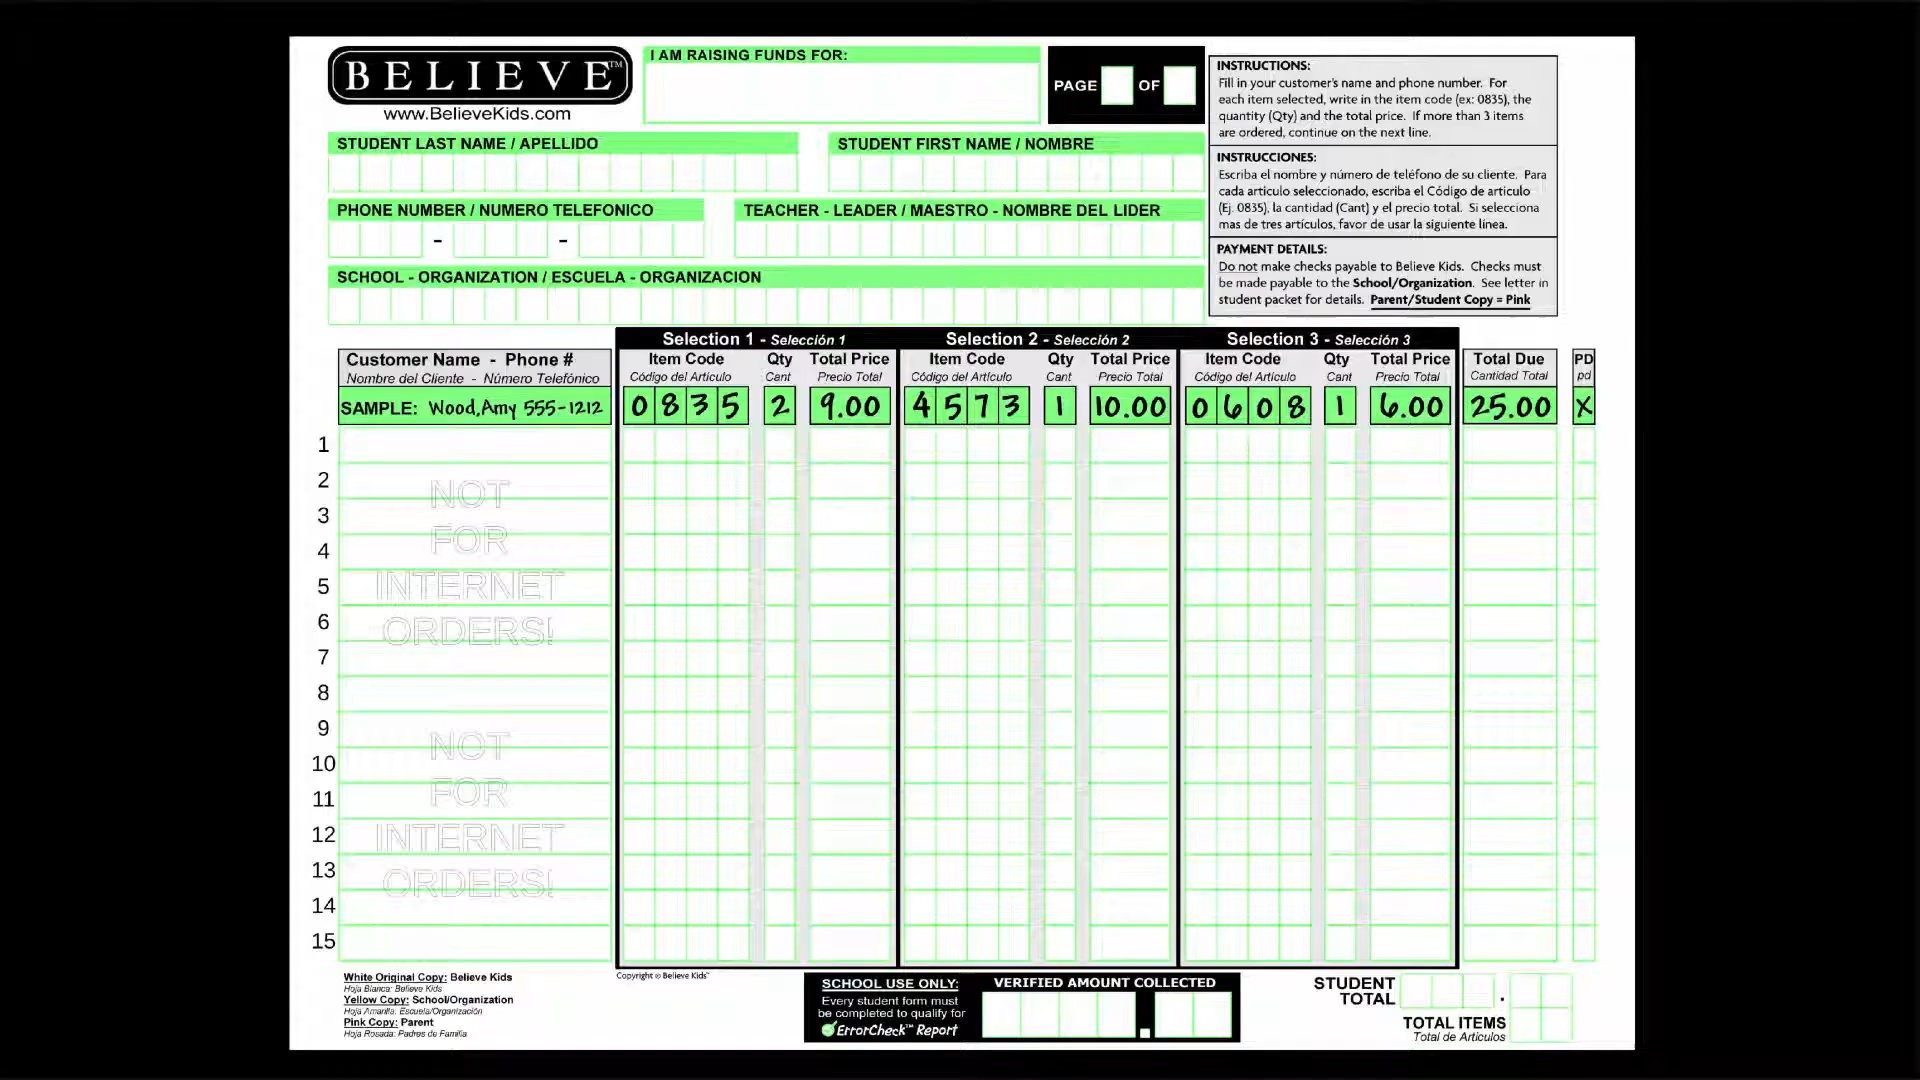 BELIEVE™
www.BelieveKids.com
I AM RAISING FUNDS FOR:
PAGE OF
INSTRUCTIONS:
Fill in your customer's name and phone number. For
each item selected, write in the item code (ex: 0835), the
quantity (Qty) and the total price. If more than 3 items
are ordered, continue on the next line.
INSTRUCCIONES:
Escriba el nombre y número de teléfono de su cliente. Para
cada articulo seleccionado, escriba el Código de articulo
(Ej. 0835), la cantidad (Cant) y el precio total. Si selecciona
mas de tres artículos, favor de usar la siguiente linea.
PAYMENT DETAILS:
Do not make checks payable to Believe Kids. Checks must
be made payable to the School/Organization. See letter in
student packet for details. Parent/Student Copy = Pink
STUDENT LAST NAME / APELLIDO
STUDENT FIRST NAME / NOMBRE
PHONE NUMBER / NUMERO TELEFONICO
- -
TEACHER - LEADER / MAESTRO - NOMBRE DEL LIDER
SCHOOL - ORGANIZATION / ESCUELA - ORGANIZACION
Selection 1 - Selección 1 Selection 2 - Selección 2 Selection 3 - Selección 3
Customer Name - Phone # Item Code Qty Total Price Item Code Qty Total Price Item Code Qty Total Price Total Due PD
Nombre del Cliente - Número Telefónico Código del Artículo Cant Precio Total Código del Artículo Cant Precio Total Código del Artículo Cant Precio Total Cantidad Total pd
SAMPLE: Wood,Amy 555-1212 0835 2 9.00 4573 1 10.00 0608 1 6.00 25.00 X
1
2
NOT
3
FOR
4
5
INTERNET
6
ORDERS!
7
8
9
NOT
10
FOR
11
12
INTERNET
13
ORDERS!
14
15
White Original Copy: Believe Kids
Hoja Blanca: Believe Kids
Yellow Copy: School/Organization
Hoja Amarilla: Escuela/Organización
Pink Copy: Parent
Hoja Rosada: Padres de Familia
Copyright © Believe Kids™
SCHOOL USE ONLY:
Every student form must
be completed to qualify for
ErrorCheck™ Report
VERIFIED AMOUNT COLLECTED
.
STUDENT
TOTAL .
TOTAL ITEMS
Total de Artículos